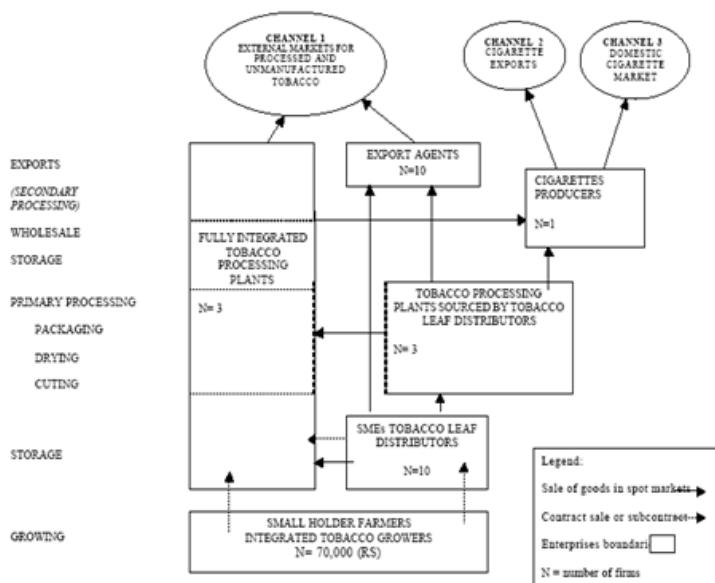 CHANNEL 1
EXTERNAL MARKETS FOR
PROCESSED AND
UNMANUFACTURED
TOBACCO
CHANNEL 2
CIGARETTE
EXPORTS
CHANNEL 3
DOMESTIC
CIGARETTE
MARKET
EXPORTS
(SECONDARY
PROCESSING)
WHOLESALE
STORAGE
PRIMARY PROCESSING
PACKAGING
DRYING
CUTING
STORAGE
GROWING
EXPORT AGENTS
N=10
CIGARETTES
PRODUCERS
N=1
FULLY INTEGRATED
TOBACCO
PROCESSING
PLANTS
N= 3
TOBACCO PROCESSING
PLANTS SOURCED BY TOBACCO
LEAF DISTRIBUTORS
N= 3
SMEs TOBACCO LEAF
DISTRIBUTORS
N=10
SMALL HOLDER FARMERS
INTEGRATED TOBACCO GROWERS
N= 70,000 (RS)
Legend:
Sale of goods in spot markets
Contract sale or subcontract
Enterprises boundari
N = number of firms